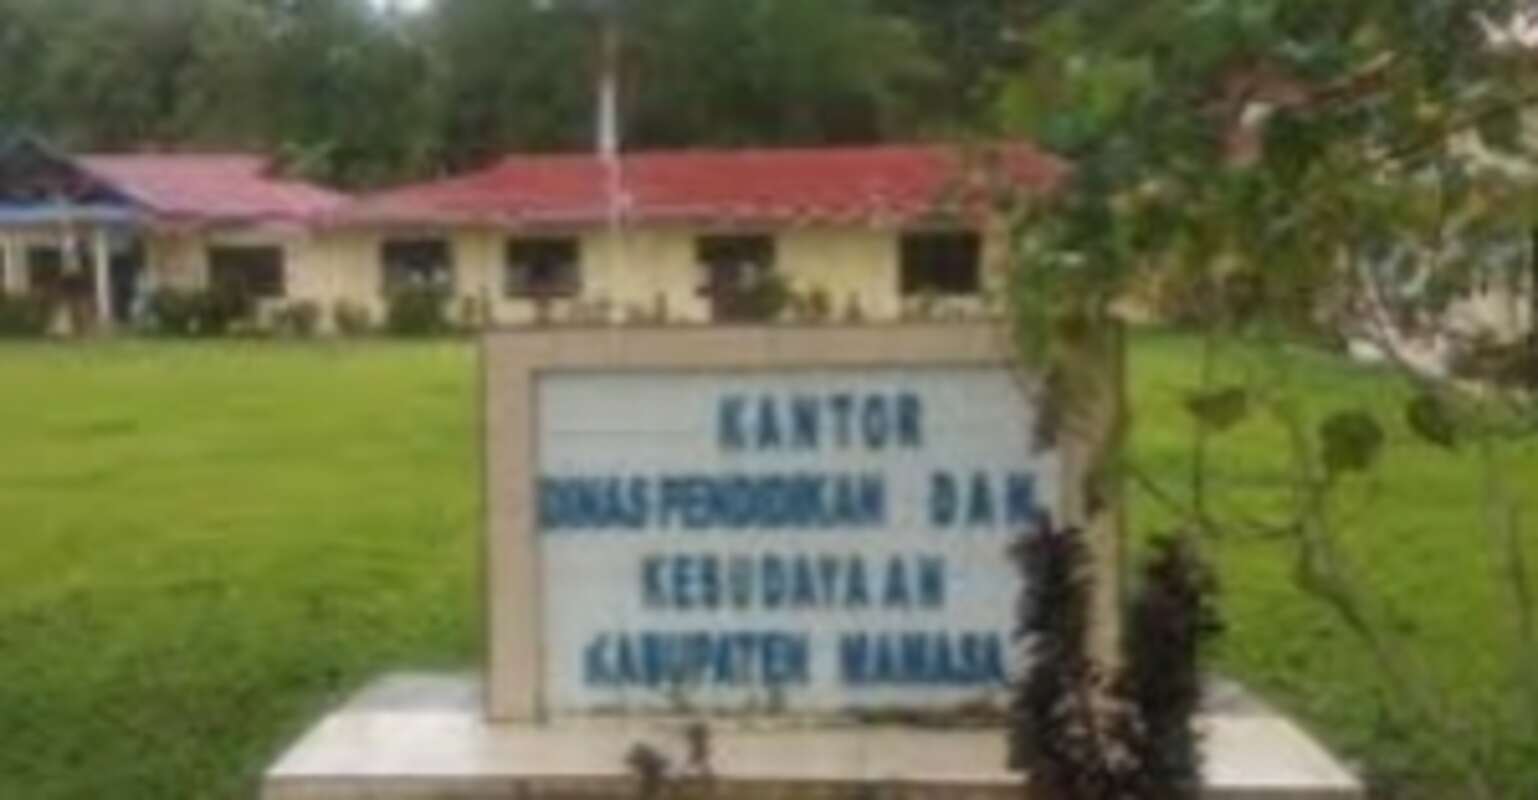 KANTOR
DINAS PENDIDIKAN DAN
KEBUDAYAAN
KABUPATEN MAMASA